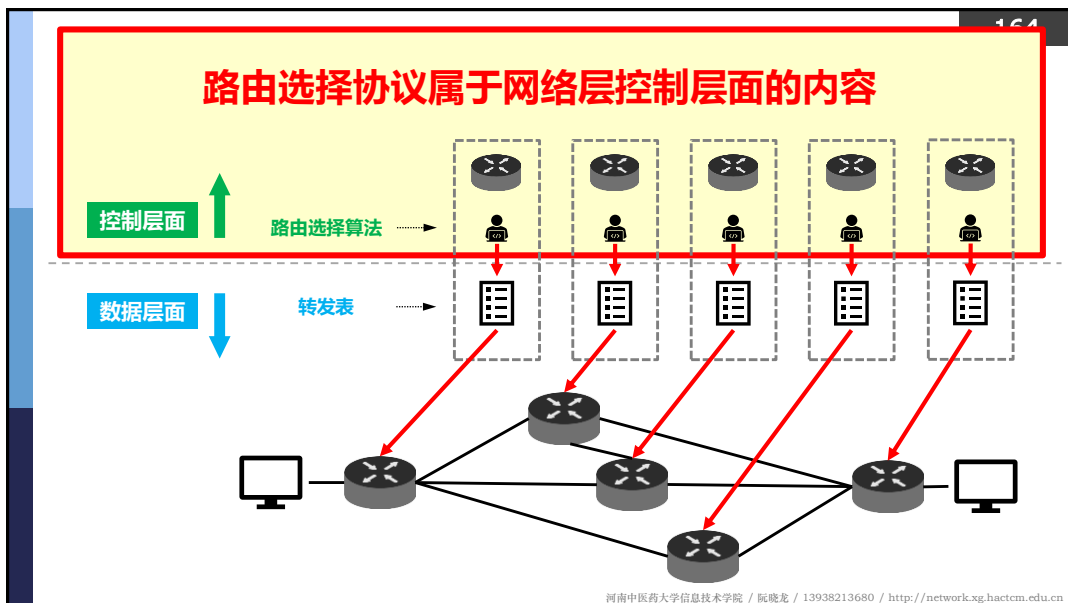 164
路由选择协议属于网络层控制层面的内容
控制层面
路由选择算法
数据层面
转发表
河南中医药大学信息技术学院 / 阮晓龙 / 13938213680 / http://network.xg.hactcm.edu.cn